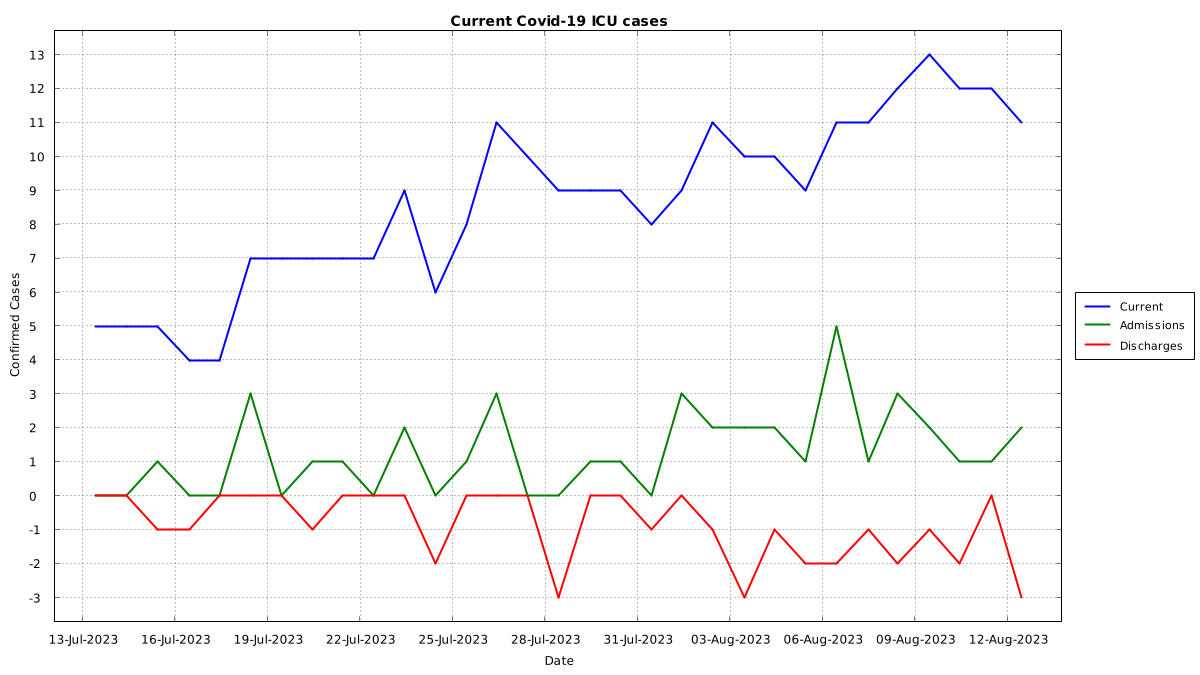 Current Covid-19 ICU cases
13
12
11
10
9
8
7
6
5
4
3
2
1
0
-1
-2
-3
Confirmed Cases
13-Jul-2023 16-Jul-2023 19-Jul-2023 22-Jul-2023 25-Jul-2023 28-Jul-2023 31-Jul-2023 03-Aug-2023 06-Aug-2023 09-Aug-2023 12-Aug-2023
Date
Current
Admissions
Discharges